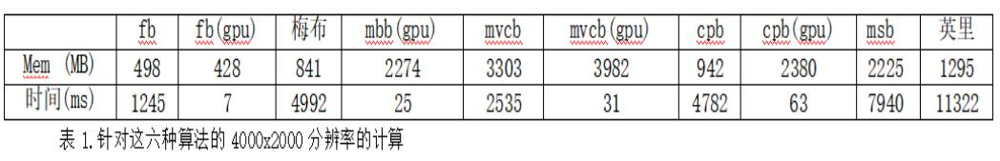 fb fb(gpu) 梅布 mbb(gpu) mvcb mvcb(gpu) cpb cpb(gpu) msb 英里
Mem (MB) 498 428 841 2274 3303 3982 942 2380 2225 1295
时间(ms) 1245 7 4992 25 2535 31 4782 63 7940 11322
表 1.针对这六种算法的 4000x2000 分辨率的计算